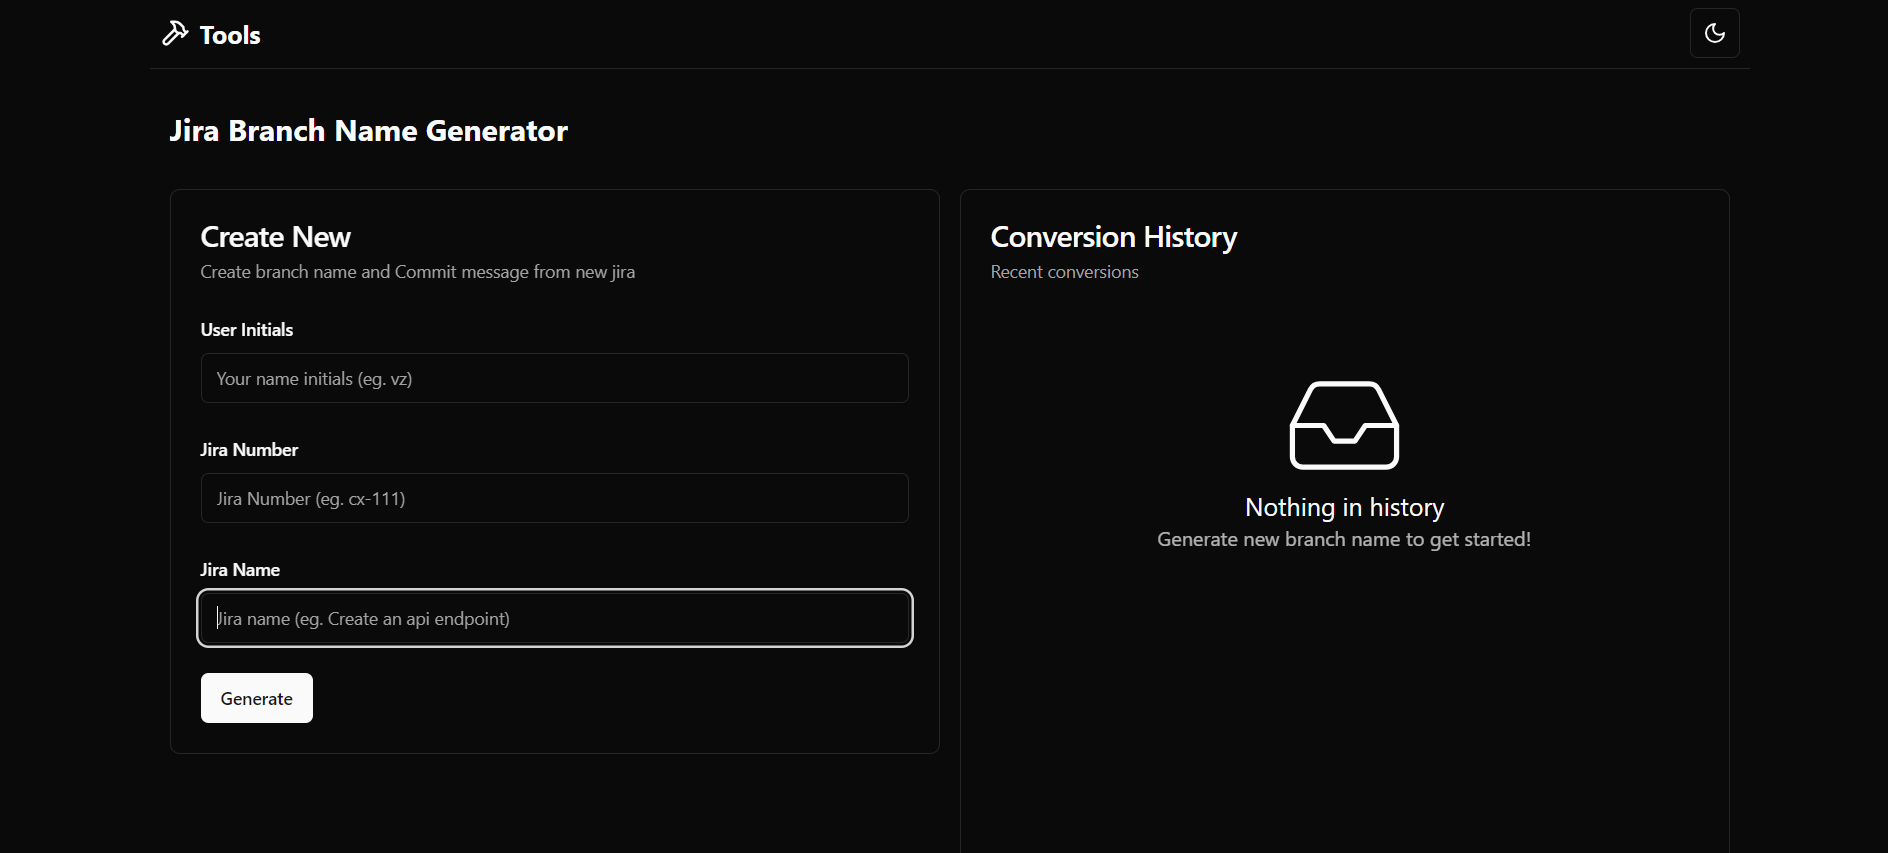 Tools
Jira Branch Name Generator
Create New
Create branch name and Commit message from new jira
User Initials
Your name initials (eg. vz)
Jira Number
Jira Number (eg. cx-111)
Jira Name
Jira name (eg. Create an api endpoint)
Generate
Conversion History
Recent conversions
Nothing in history
Generate new branch name to get started!